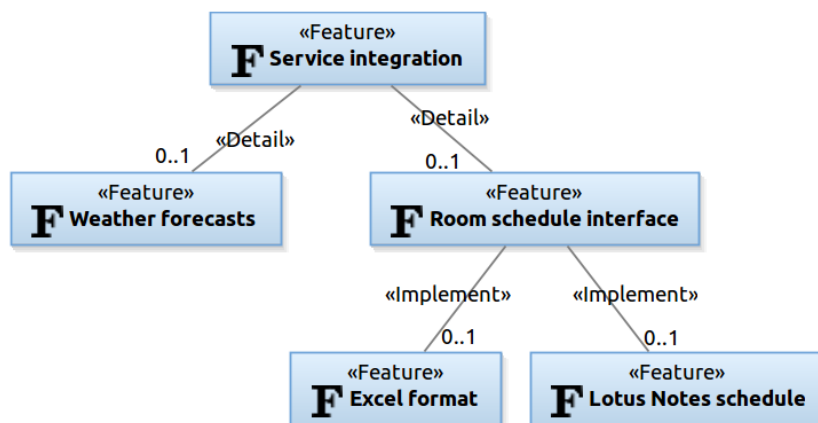 «Feature»
F Service integration
«Detail»
«Detail»
0..1
0..1
«Feature»
F Weather forecasts
«Feature»
F Room schedule interface
«Implement»
«Implement»
0..1
0..1
«Feature»
F Excel format
«Feature»
F Lotus Notes schedule